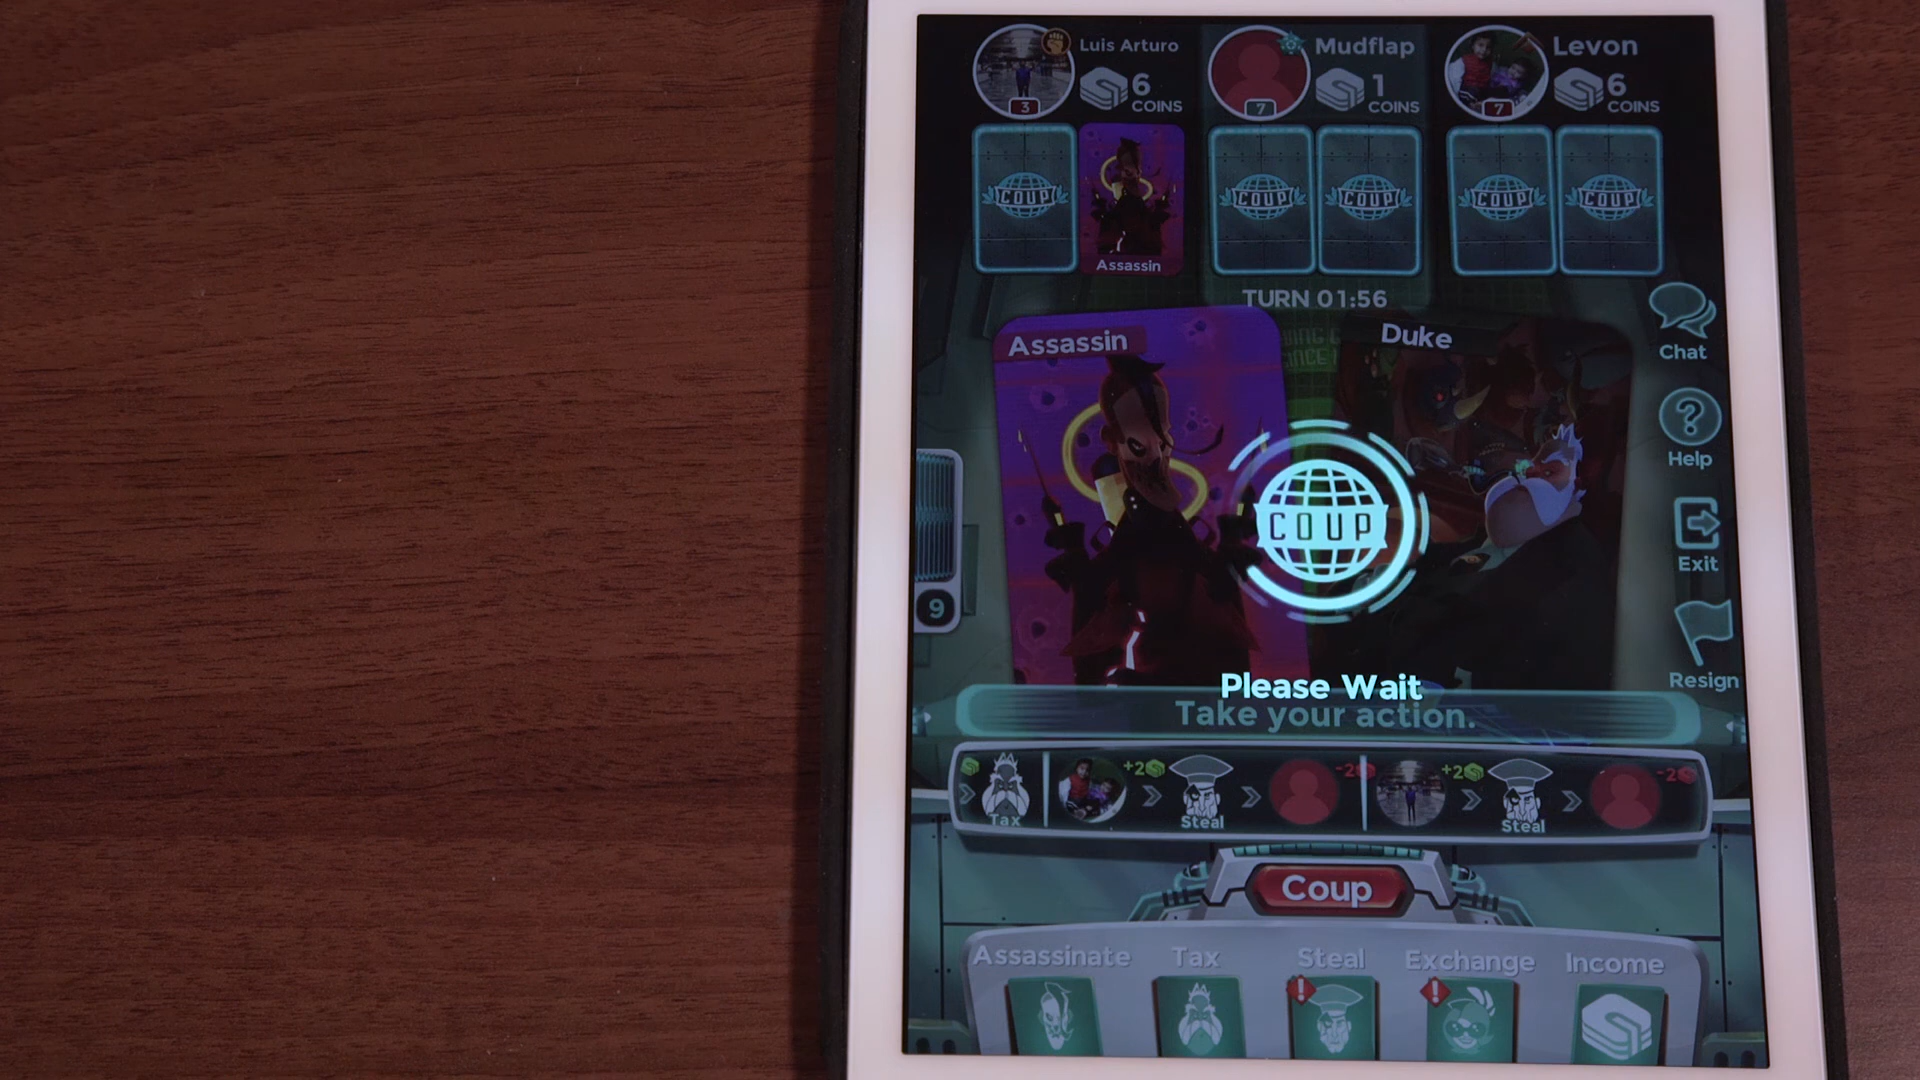 Luis Arturo
6
COINS
3
Mudflap
1
COINS
7
Levon
6
COINS
7
COUP
Assassin
COUP
COUP
COUP
COUP
TURN 01:56
Assassin
Duke
Chat
Help
Exit
Resign
COUP
9
Please Wait
Take your action.
Tax
+2
Steal
-2
+2
Steal
-2
Coup
Assassinate
Tax
Steal
Exchange
Income